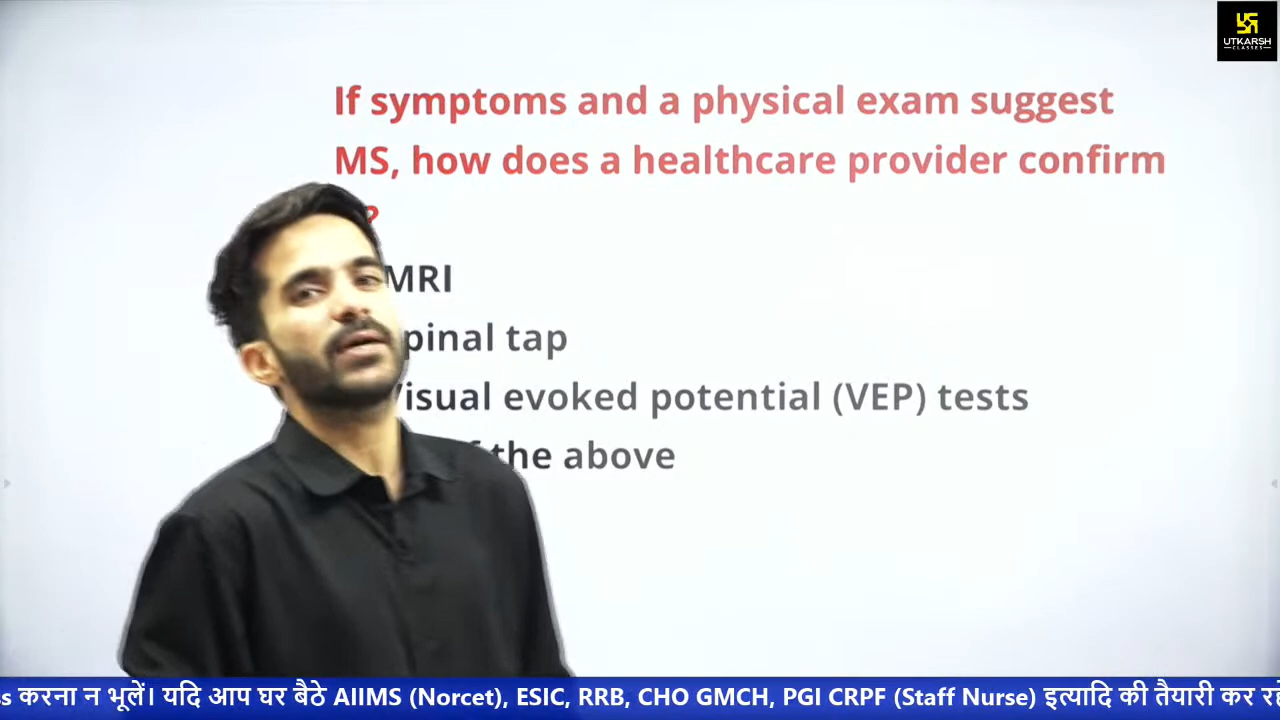 UTKARSH
CLASSES
If symptoms and a physical exam suggest
MS, how does a healthcare provider confirm
?
MRI
pinal tap
Visual evoked potential (VEP) tests
the above
करना न भूलें। यदि आप घर बैठे AIIMS (Norcet), ESIC, RRB, CHO GMCH, PGI CRPF (Staff Nurse) इत्यादि की तैयारी कर